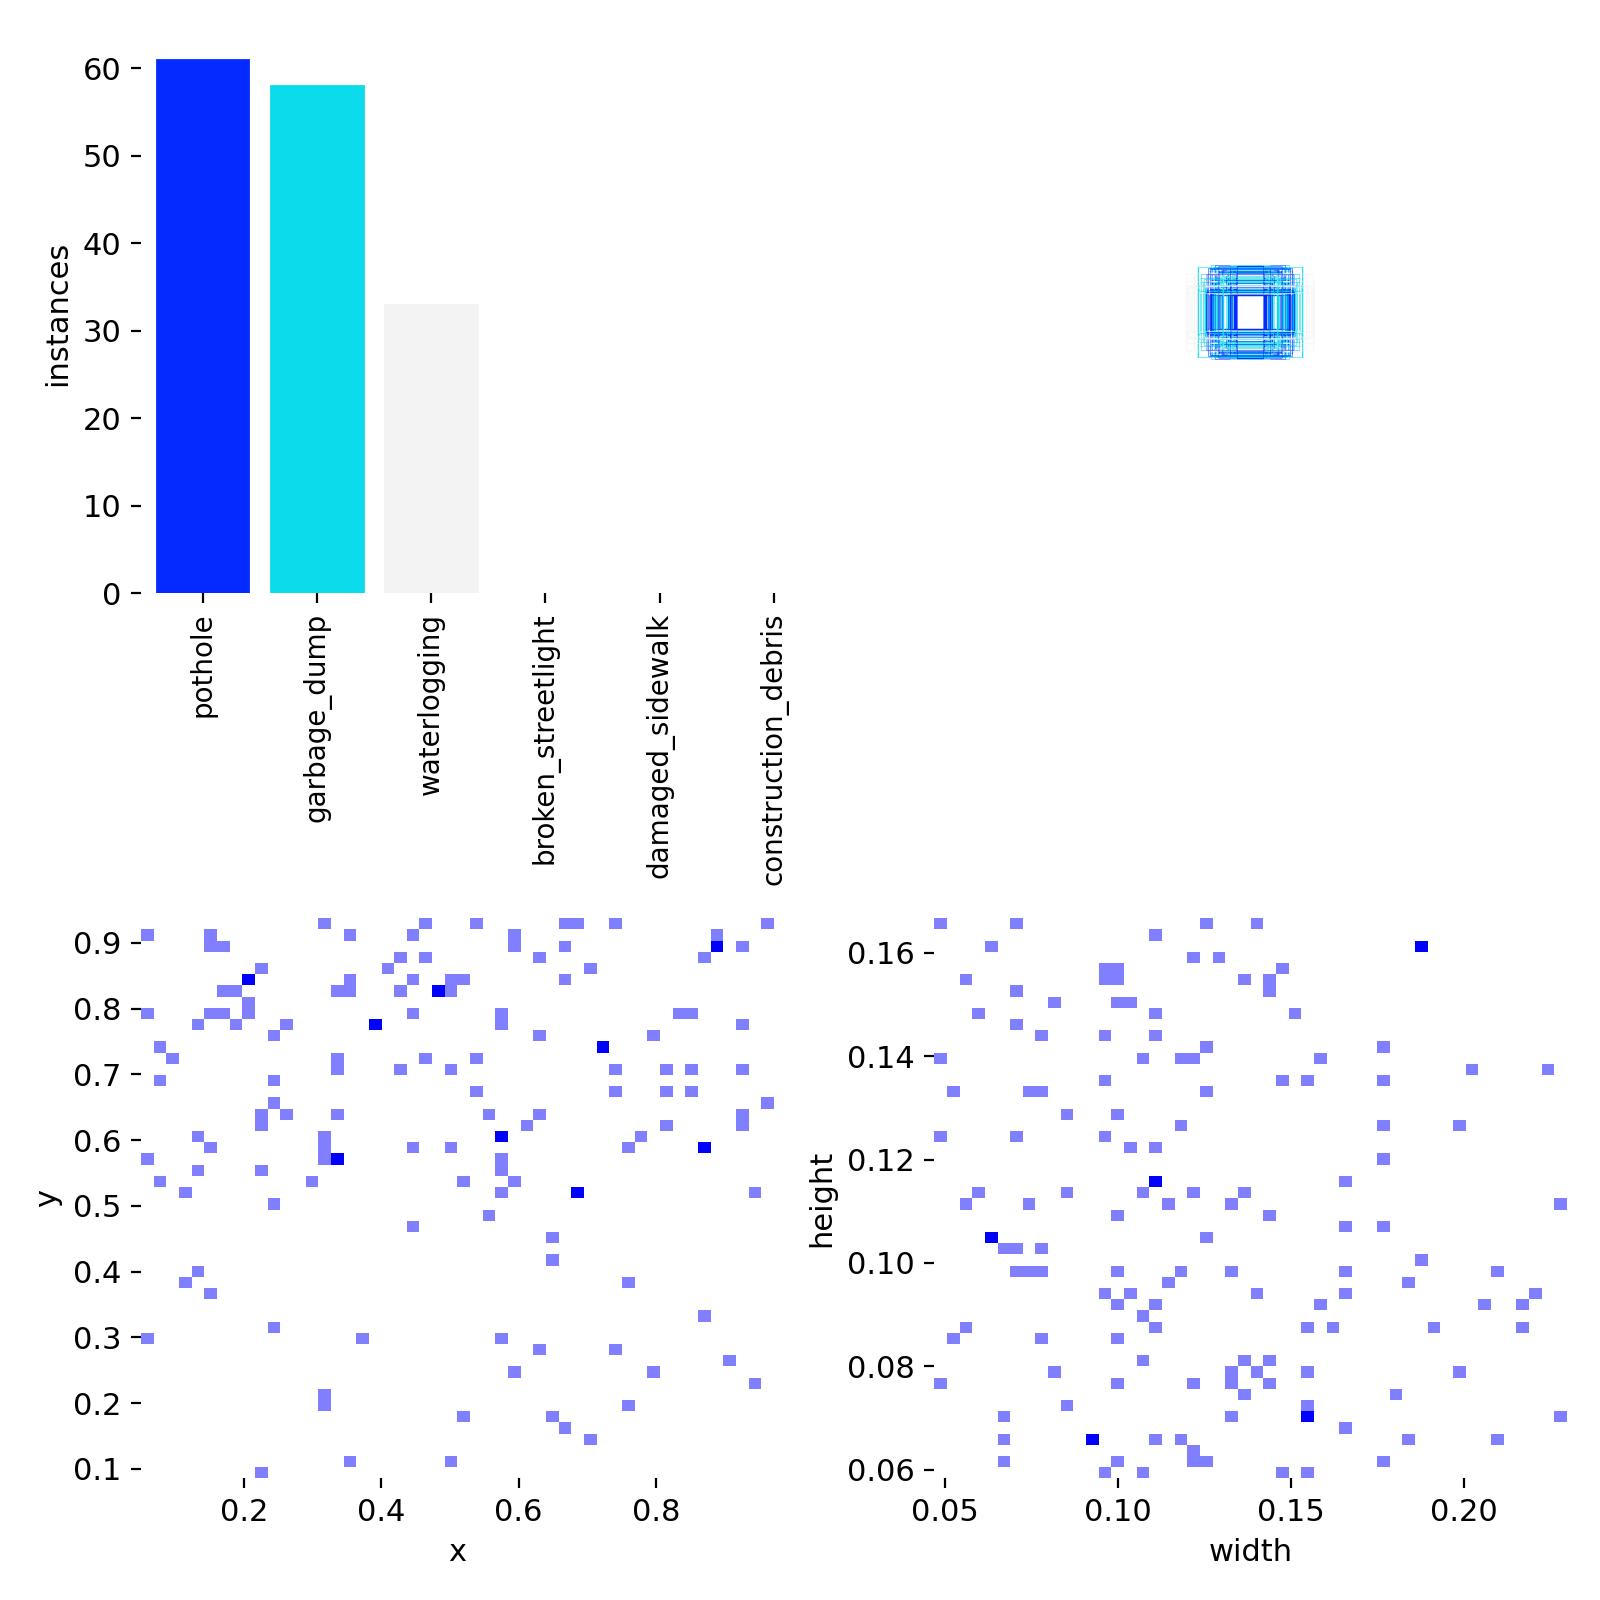 60
50
40
30
20
10
0
instances
pothole
garbage_dump
waterlogging
broken_streetlight
damaged_sidewalk
construction_debris
0.9
0.8
0.7
0.6
0.5
0.4
0.3
0.2
0.1
y
0.2 0.4 0.6 0.8
x
0.16
0.14
0.12
0.10
0.08
0.06
height
0.05 0.10 0.15 0.20
width